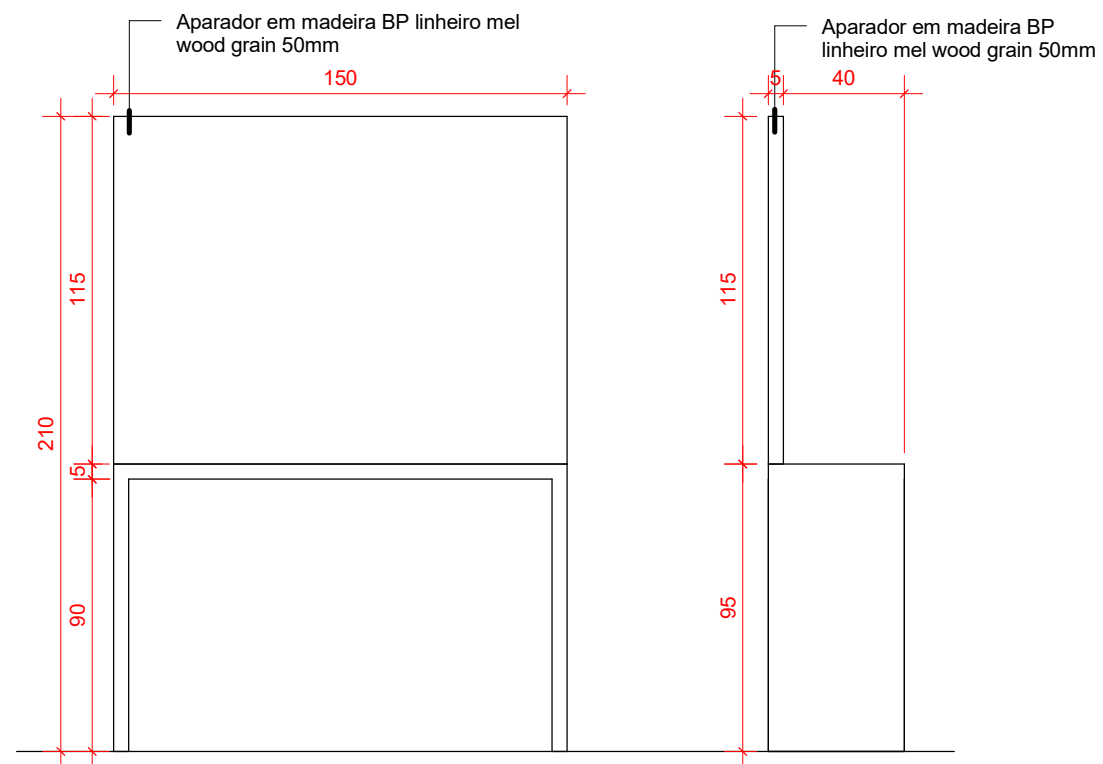 Aparador em madeira BP linheiro mel
wood grain 50mm
Aparador em madeira BP
linheiro mel wood grain 50mm
150
5
40
115
115
210
5
90
95